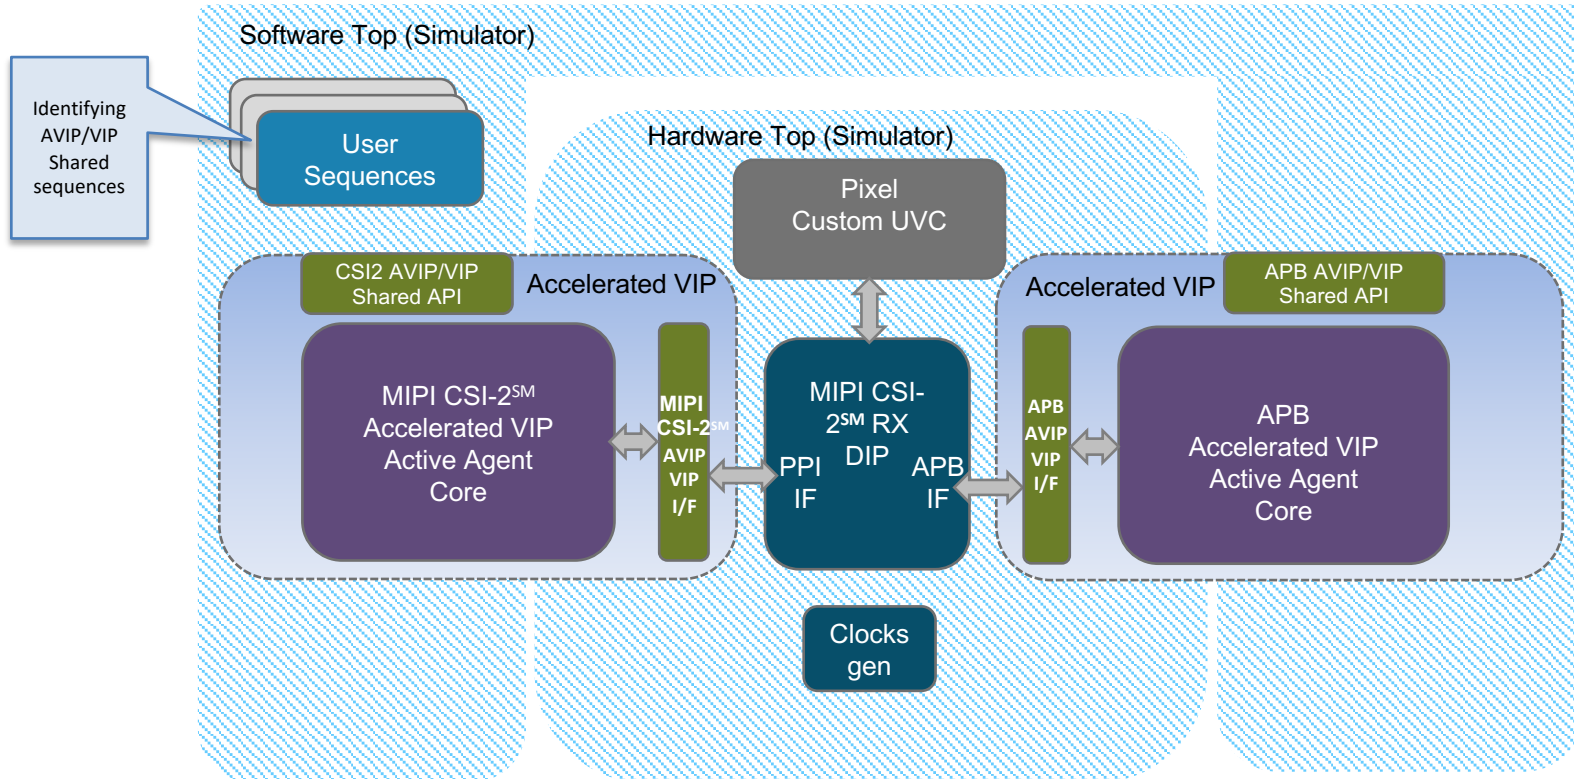 Software Top (Simulator)
Identifying
AVIP/VIP
Shared
sequences
User
Sequences
Hardware Top (Simulator)
Pixel
Custom UVC
CSI2 AVIP/VIP
Shared API
Accelerated VIP
Accelerated VIP
APB AVIP/VIP
Shared API
MIPI CSI-2℠
Accelerated VIP
Active Agent
Core
MIPI
CSI-2℠
AVIP
VIP
I/F
MIPI CSI-
2℠ RX
DIP
PPI
IF
APB
IF
APB
AVIP
VIP
I/F
APB
Accelerated VIP
Active Agent
Core
Clocks
gen